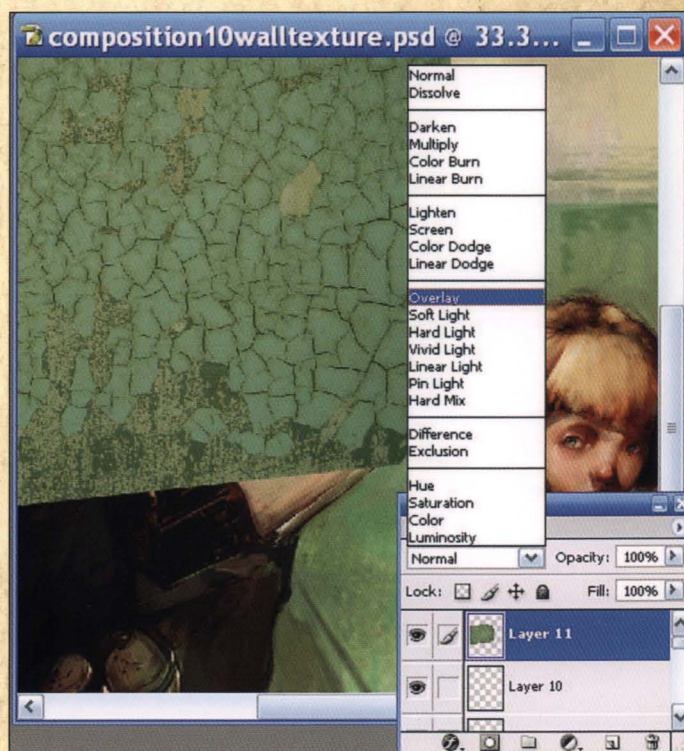 composition10walltexture.psd @ 33.3...
Normal
Dissolve
Darken
Multiply
Color Burn
Linear Burn
Lighten
Screen
Color Dodge
Linear Dodge
Overlay
Soft Light
Hard Light
Vivid Light
Linear Light
Pin Light
Hard Mix
Difference
Exclusion
Hue
Saturation
Color
Luminosity
Normal Opacity: 100%
Lock: Fill: 100%
Layer 11
Layer 10